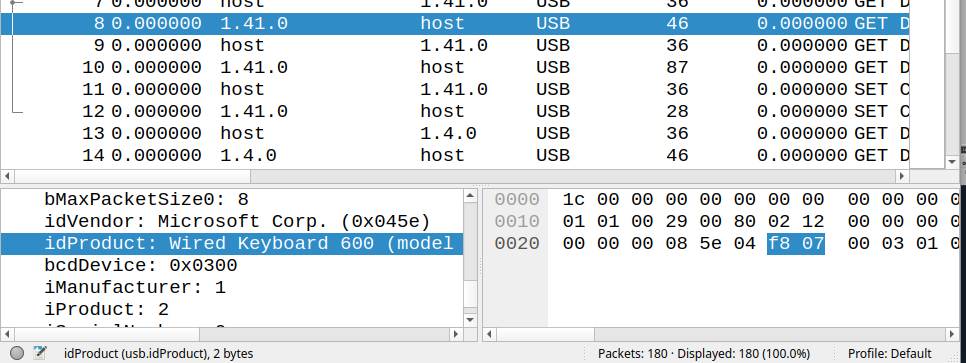 7 0.000000 host 1.41.0 USB 36 0.000000 GET D
8 0.000000 1.41.0 host USB 46 0.000000 GET D
9 0.000000 host 1.41.0 USB 36 0.000000 GET D
10 0.000000 1.41.0 host USB 87 0.000000 GET D
11 0.000000 host 1.41.0 USB 36 0.000000 SET C
12 0.000000 1.41.0 host USB 28 0.000000 SET C
13 0.000000 host 1.4.0 USB 36 0.000000 GET D
14 0.000000 1.4.0 host USB 46 0.000000 GET D
bMaxPacketSize0: 8
idVendor: Microsoft Corp. (0x045e)
idProduct: Wired Keyboard 600 (model
bcdDevice: 0x0300
iManufacturer: 1
iProduct: 2
0000 1c 00 00 00 00 00 00 00 00 00 00 0
0010 01 01 00 29 00 80 02 12 00 00 00 0
0020 00 00 00 08 5e 04 f8 07 00 03 01 0
idProduct (usb.idProduct), 2 bytes
Packets: 180 · Displayed: 180 (100.0%)
Profile: Default